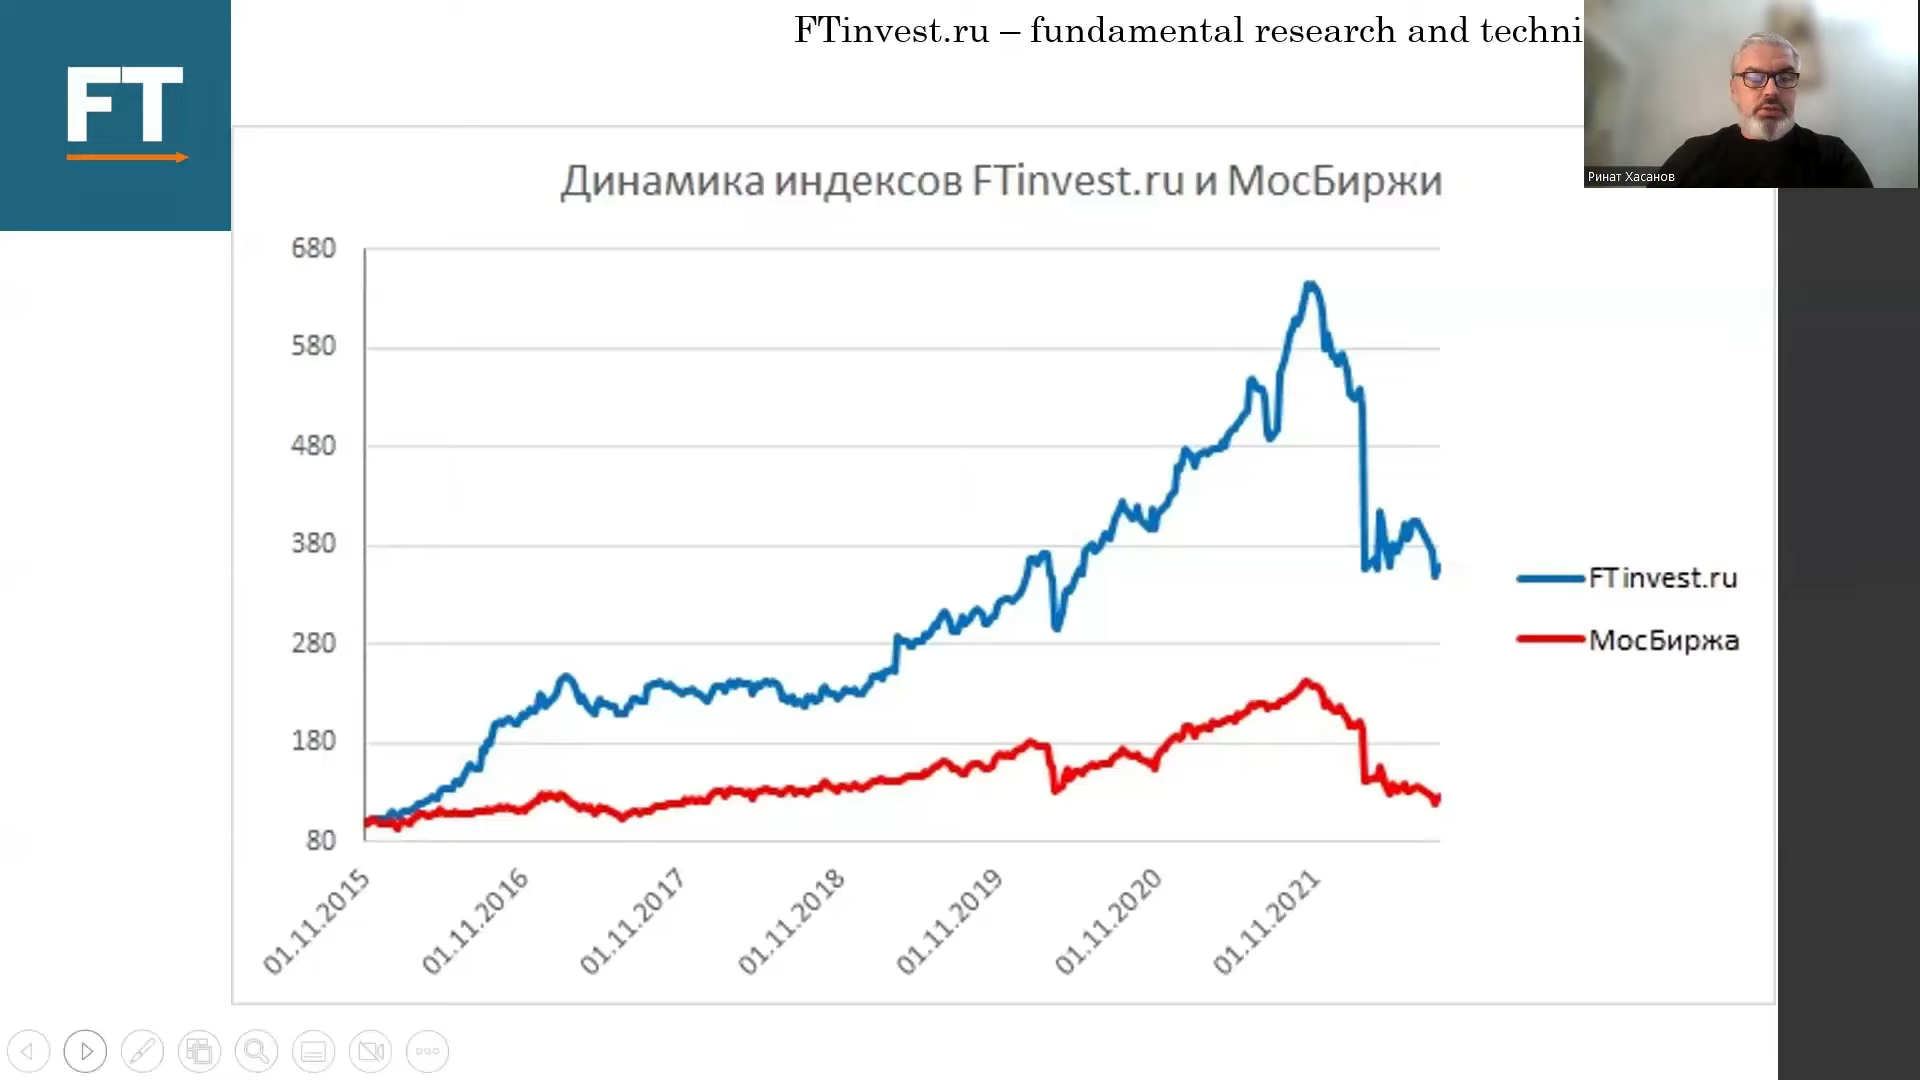 FTinvest.ru – fundamental research and techni
FT
Ринат Хасанов
Динамика индексов FTinvest.ru и МосБиржи
680
580
480
380
280
180
80
01.11.2015
01.11.2016
01.11.2017
01.11.2018
01.11.2019
01.11.2020
01.11.2021
FTinvest.ru
МосБиржа